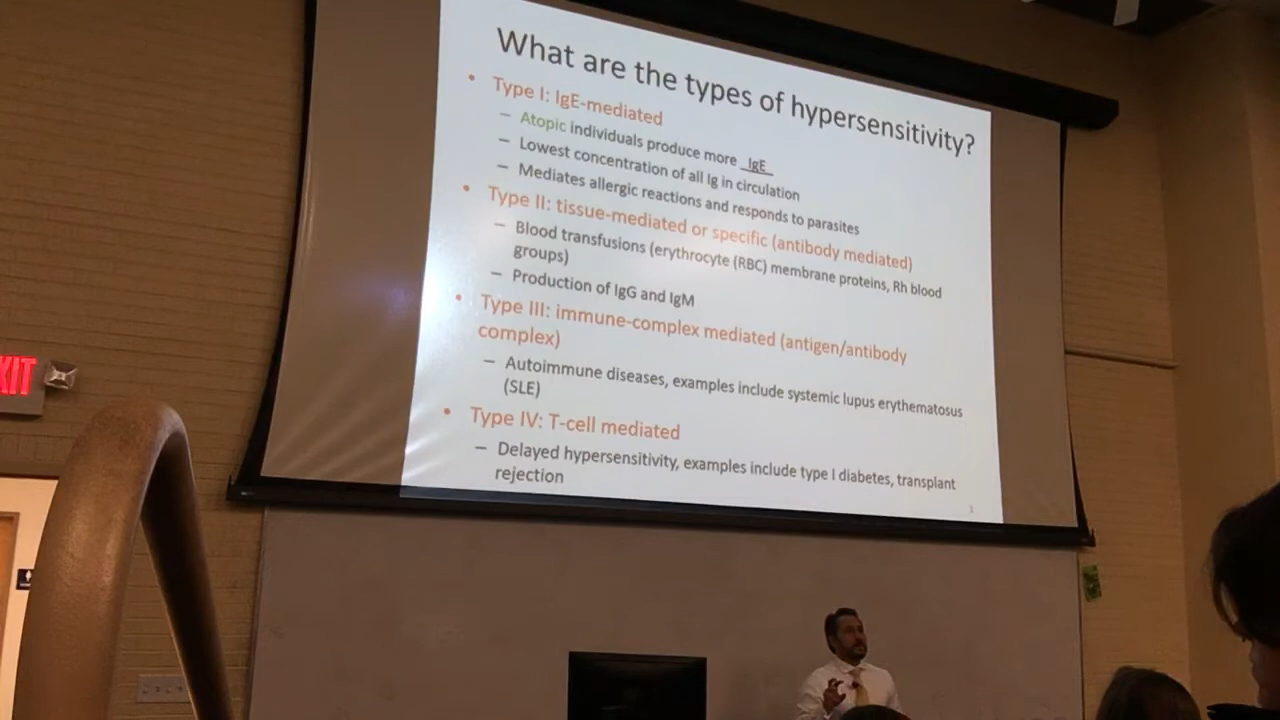 What are the types of hypersensitivity?
• Type I: IgE-mediated
– Atopic individuals produce more _IgE_
– Lowest concentration of all Ig in circulation
– Mediates allergic reactions and responds to parasites
• Type II: tissue-mediated or specific (antibody mediated)
– Blood transfusions (erythrocyte (RBC) membrane proteins, Rh blood
groups)
– Production of IgG and IgM
• Type III: immune-complex mediated (antigen/antibody
complex)
– Autoimmune diseases, examples include systemic lupus erythematosus
(SLE)
• Type IV: T-cell mediated
– Delayed hypersensitivity, examples include type I diabetes, transplant
rejection
XIT